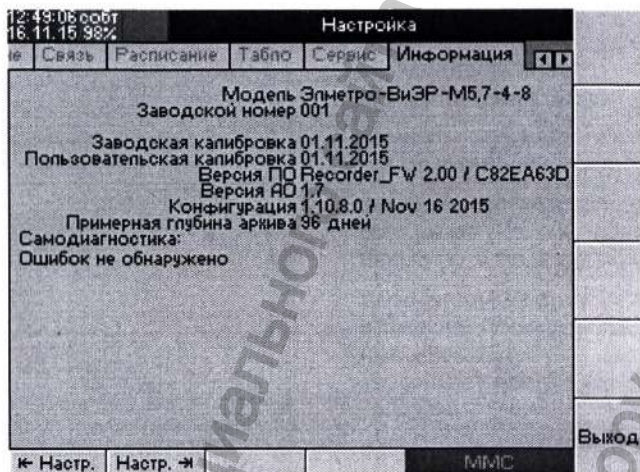 12:49:06 собт
16.11.15 98%
Настройка
ие Связь Расписание Табло Сервис Информация
Модель Элметро-ВиЭР-М5,7-4-8
Заводской номер 001
Заводская калибровка 01.11.2015
Пользовательская калибровка 01.11.2015
Версия ПО Recorder_FW 2.00 / C82EA63D
Версия АО 1.7
Конфигурация 1.10.8.0 / Nov 16 2015
Примерная глубина архива 96 дней
Самодиагностика:
Ошибок не обнаружено
Выход
Настр. Настр. MMC